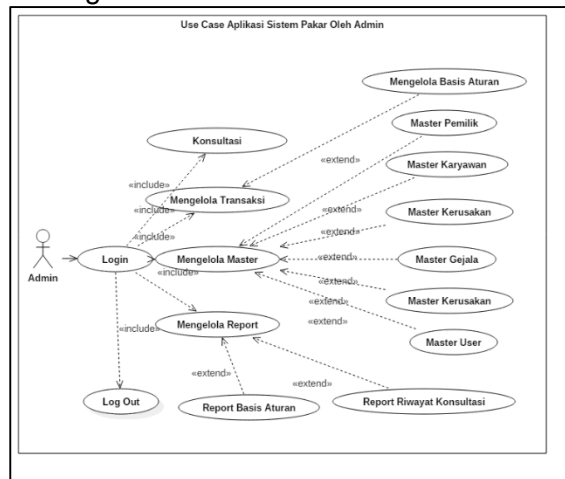 Use Case Aplikasi Sistem Pakar Oleh Admin
Mengelola Basis Aturan
Master Pemilik
Konsultasi
«extend»
Master Karyawan
«include»
Mengelola Transaksi
«include»
«extend»
Master Kerusakan
«extend»
Admin
Login
Mengelola Master
Master Gejala
«include»
«extend»
Master Kerusakan
«extend»
«include»
Mengelola Report
«extend»
Master User
«extend»
«extend»
Log Out
Report Basis Aturan
Report Riwayat Konsultasi